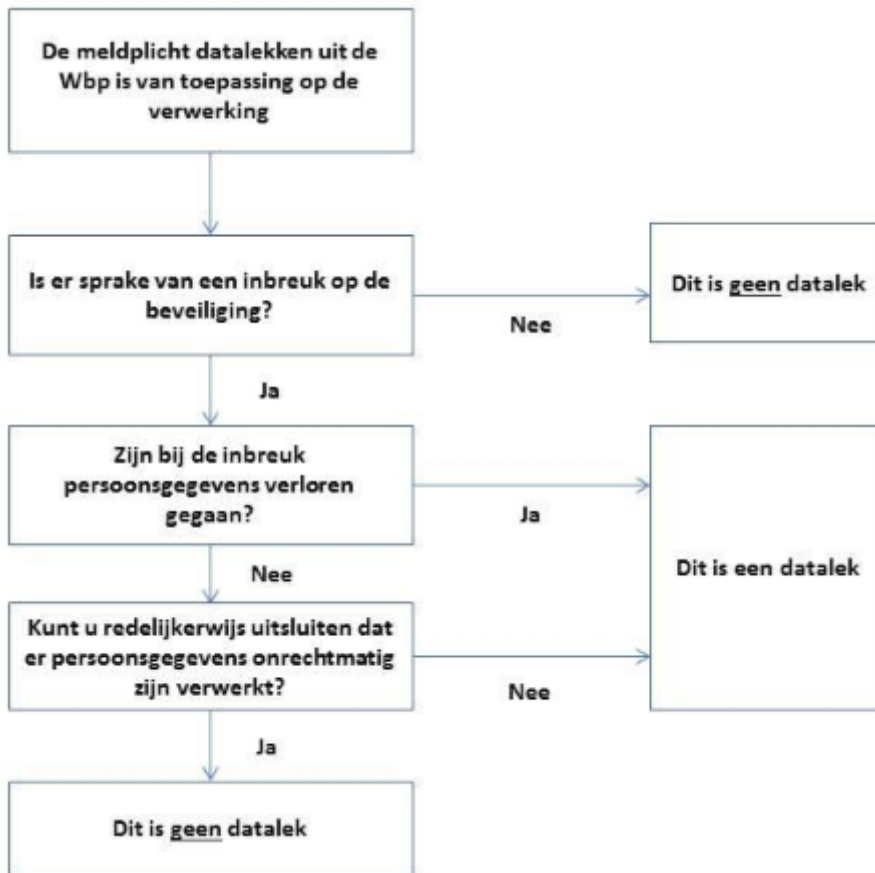 De meldplicht datalekken uit de
Wbp is van toepassing op de
verwerking
Is er sprake van een inbreuk op de
beveiliging?
Nee
Dit is geen datalek
Ja
Zijn bij de inbreuk
persoonsgegevens verloren
gegaan?
Ja
Dit is een datalek
Nee
Kunt u redelijkerwijs uitsluiten dat
er persoonsgegevens onrechtmatig
zijn verwerkt?
Nee
Ja
Dit is geen datalek